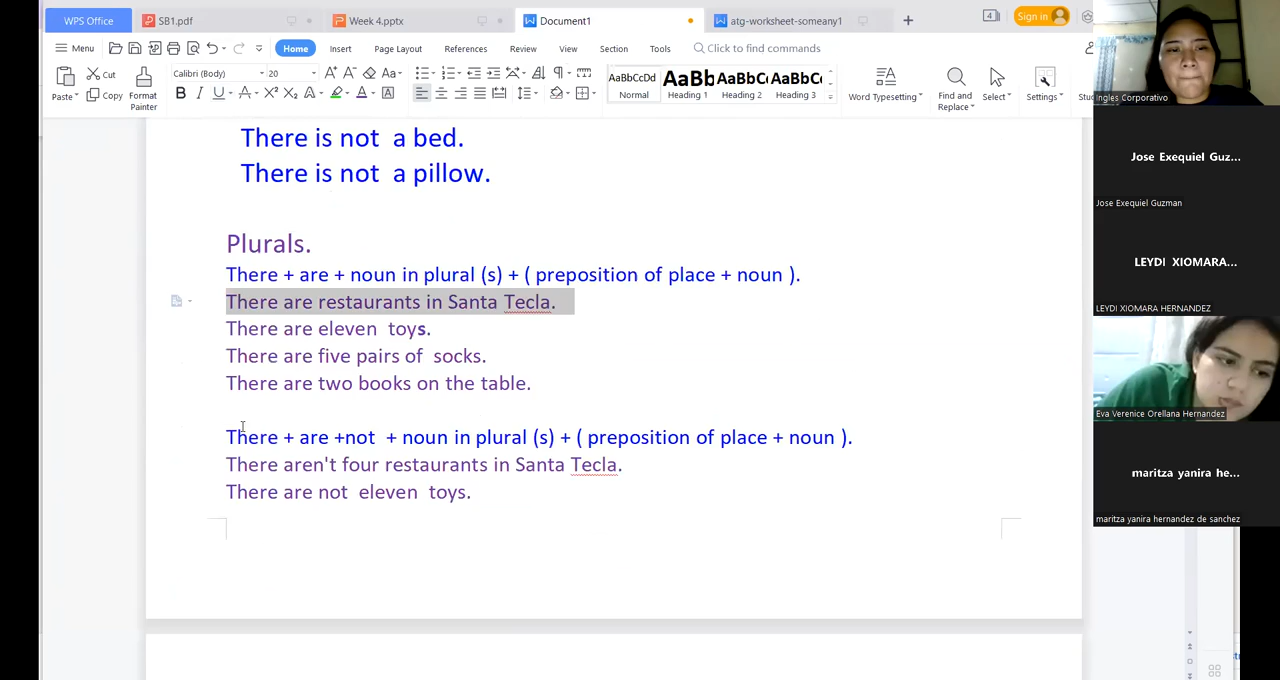 WPS Office
SB1.pdf
Week 4.pptx
Document1
atg-worksheet-someany1
4
Sign in
Menu
Home
Insert
Page Layout
References
Review
View
Section
Tools
Click to find commands
Paste
Cut
Copy
Format
Painter
Calibri (Body)
20
AaBbCcDd
Normal
AaBb
Heading 1
AaBbC
Heading 2
AaBbC
Heading 3
Word Typesetting
Find and
Replace
Select
Settings
There is not  a bed.
There is not  a pillow.
Plurals.
There + are + noun in plural (s) + ( preposition of place + noun ).
There are restaurants in Santa Tecla.
There are eleven  toys.
There are five pairs of  socks.
There are two books on the table.
There + are +not  + noun in plural (s) + ( preposition of place + noun ).
There aren't four restaurants in Santa Tecla.
There are not  eleven  toys.
Ingles Corporativo
Jose Exequiel Guz...
Jose Exequiel Guzman
LEYDI XIOMARA...
LEYDI XIOMARA HERNANDEZ
Eva Verenice Orellana Hernandez
maritza yanira he...
maritza yanira hernandez de sanchez